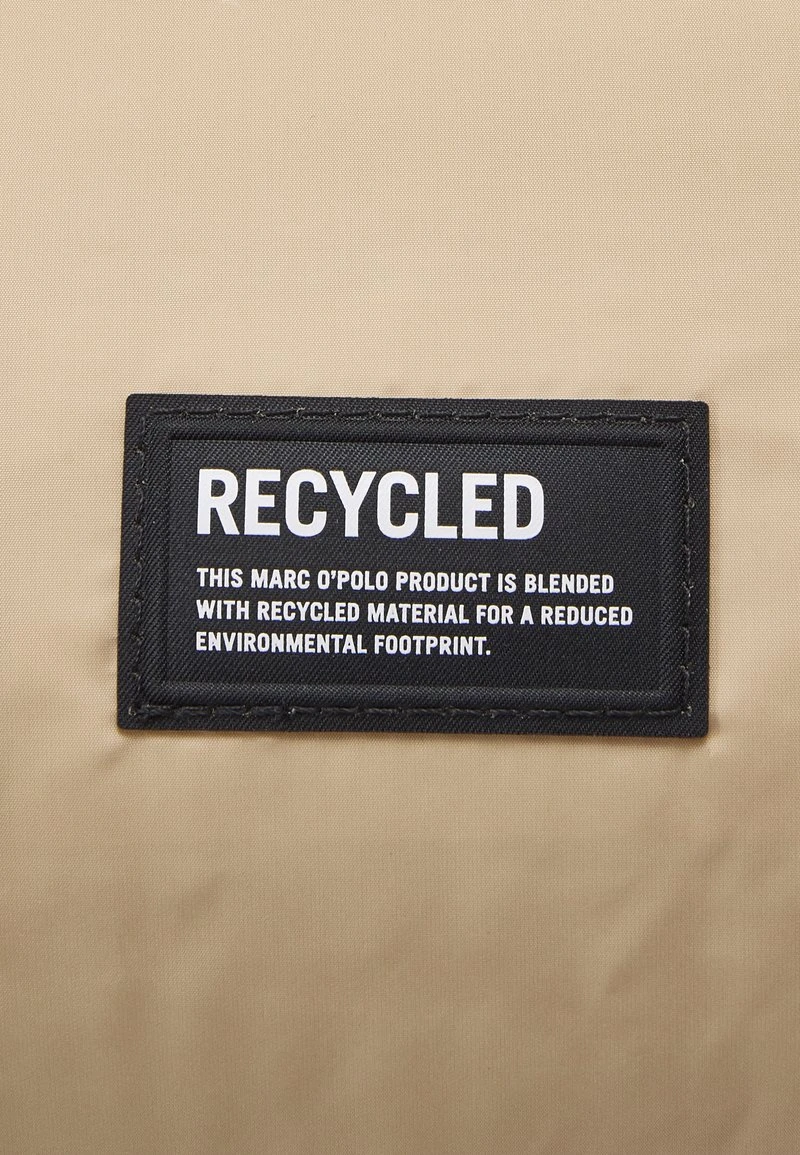 RECYCLED
THIS MARC O'POLO PRODUCT IS BLENDED
WITH RECYCLED MATERIAL FOR A REDUCED
ENVIRONMENTAL FOOTPRINT.